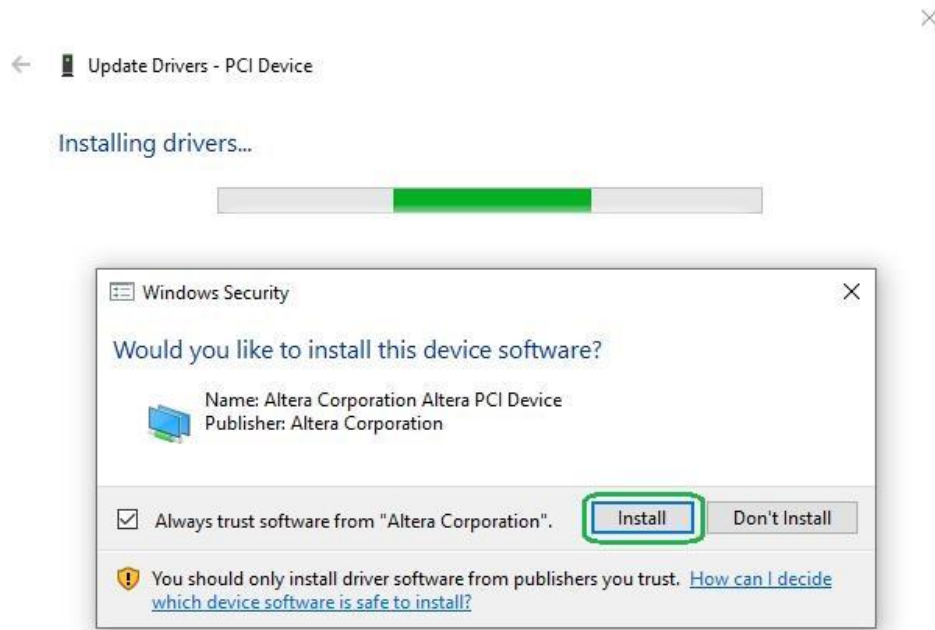 Update Drivers - PCI Device
Installing drivers...
Windows Security
Would you like to install this device software?
Name: Altera Corporation Altera PCI Device
Publisher: Altera Corporation
Always trust software from "Altera Corporation".
Install
Don't Install
You should only install driver software from publishers you trust. How can I decide
which device software is safe to install?